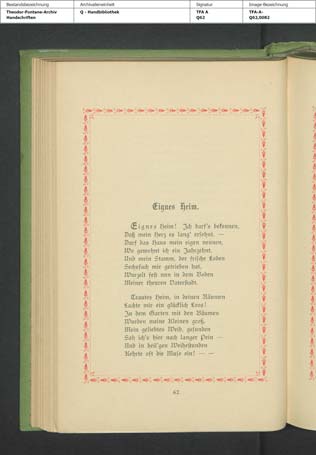 Bestandsbezeichnung Archivalieneinheit Signatur Image-Bezeichnung
Theodor-Fontane-Archiv Q - Handbibliothek TFA A TFA-A-
Handschriften Q62 Q62,0082
Eignes Heim.
Eignes Heim! Ich darf's bekennen,
Daß mein Herz es lang' ersehnt. —
Darf das Haus mein eigen nennen,
Wo gewohnt ich ein Jahrzehnt,
Und mein Stamm, der frische Laden
Sechsfach mir getrieben hat,
Wurzelt fest nun in dem Boden
Meiner theuren Vaterstadt.
Trautes Heim, in deinen Räumen
Lachte mir ein glücklich Loos!
In dem Garten mit den Bäumen
Wurden meine Kleinen groß,
Mein geliebtes Weib, gesunden
Sah ich's hier nach langer Pein —
Und in heil'gen Weihestunden
Kehrte oft die Muse ein! — —
62